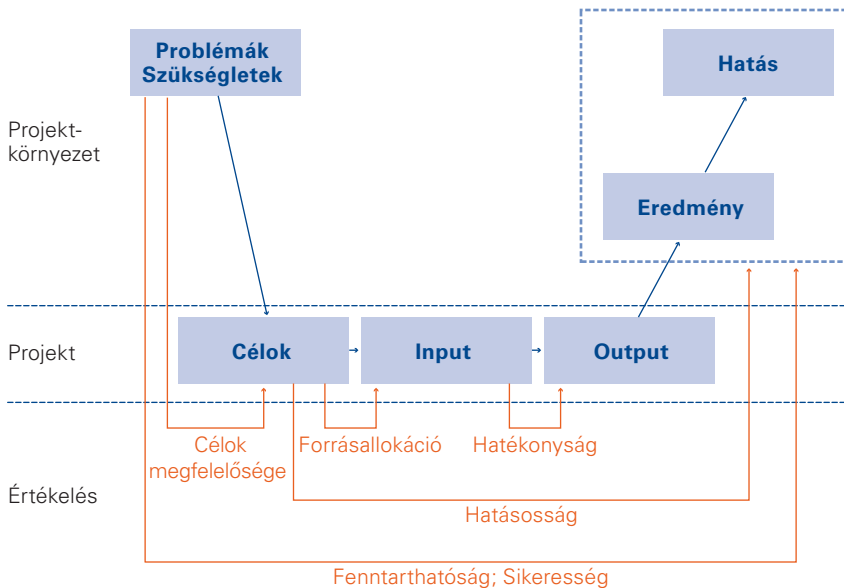 Problémák
Szükségletek
Hatás
Projekt-
környezet
Eredmény
Projekt
Célok
Input
Output
Célok
megfelelősége
Forrásallokáció
Hatékonyság
Értékelés
Hatásosság
Fenntarthatóság; Sikeresség